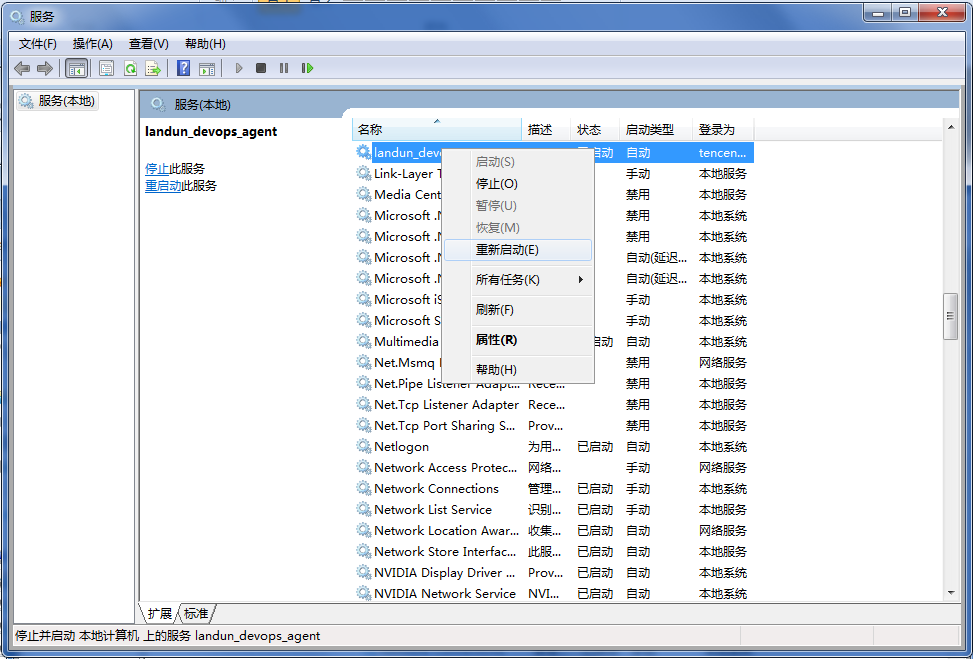 服务
文件(F) 操作(A) 查看(V) 帮助(H)
服务(本地)
服务(本地)
landun_devops_agent
停止此服务
重启动此服务
名称 描述 状态 启动类型 登录为
landun_dev 启动 自动 tencen...
Link-Layer T 手动 本地服务
Media Cent 禁用 本地系统
Microsoft .N 禁用 本地系统
Microsoft .N 禁用 本地系统
Microsoft .N 自动(延迟... 本地系统
Microsoft .N 自动(延迟... 本地系统
Microsoft iS 手动 本地系统
Microsoft S 手动 本地系统
Multimedia 启动 自动 本地系统
Net.Msmq 禁用 网络服务
Net.Pipe Listener Adapt... Rece... 禁用 本地服务
Net.Tcp Listener Adapter Rece... 禁用 本地服务
Net.Tcp Port Sharing S... Prov... 禁用 本地服务
Netlogon 为用... 已启动 自动 本地系统
Network Access Protec... 网络... 手动 网络服务
Network Connections 管理... 已启动 手动 本地系统
Network List Service 识别... 已启动 手动 本地服务
Network Location Awar... 收集... 已启动 自动 网络服务
Network Store Interfac... 此服... 已启动 自动 本地服务
NVIDIA Display Driver ... Prov... 已启动 自动 本地系统
NVIDIA Network Service NVI... 已启动 自动 本地系统
启动(S)
停止(O)
暂停(U)
恢复(M)
重新启动(E)
所有任务(K)
刷新(F)
属性(R)
帮助(H)
扩展 标准
停止并启动 本地计算机 上的服务 landun_devops_agent